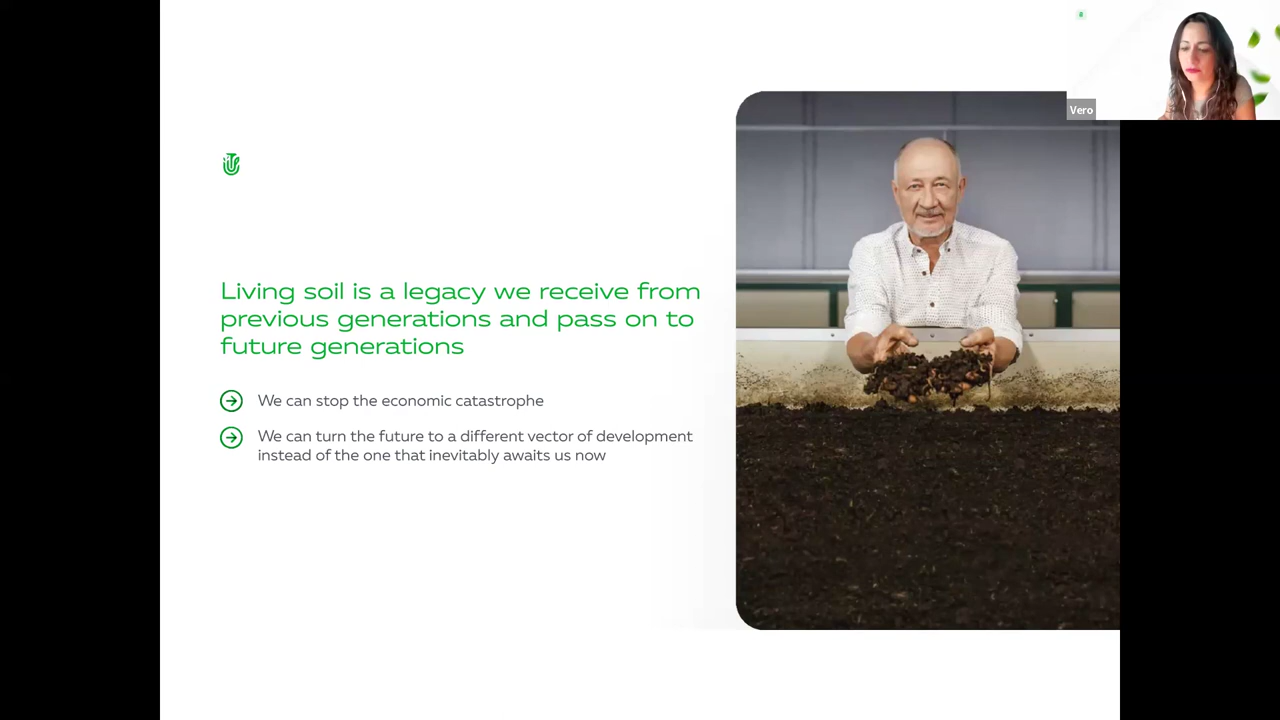 Vero
Living soil is a legacy we receive from
previous generations and pass on to
future generations
We can stop the economic catastrophe
We can turn the future to a different vector of development
instead of the one that inevitably awaits us now